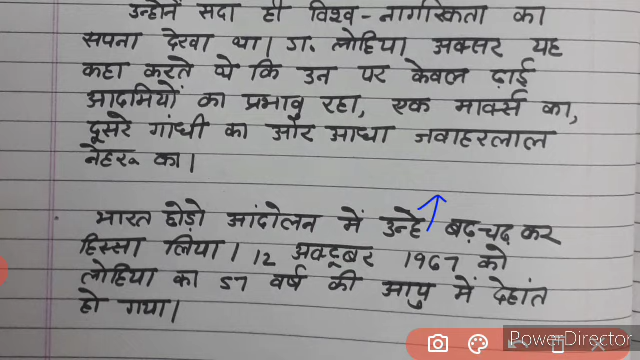 उन्होंने सदा ही विश्व-नागरिकता का
सपना देखा था। डा. लोहिया अक्सर यह
कहा करते थे कि उन पर केवल ढ़ाई
आदमियों का प्रभाव रहा, एक मार्क्स का,
दूसरे गांधी का और आधा जवाहरलाल
नेहरू का।
भारत छोड़ो आंदोलन में उन्हे बढ़-चढ़ कर
हिस्सा लिया। 12 अक्टूबर 1967 को
लोहिया का 57 वर्ष की आयु में देहांत
हो गया।
PowerDirector